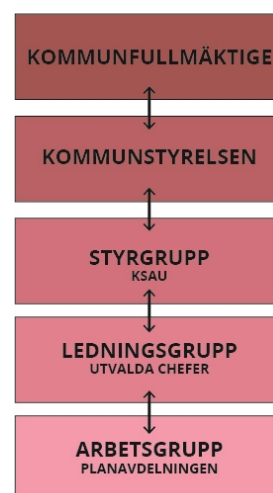 KOMMUNFULLMÄKTIGE
KOMMUNSTYRELSEN
STYRGRUPP
KSAU
LEDNINGSGRUPP
UTVALDA CHEFER
ARBETSGRUPP
PLANAVDELNINGEN